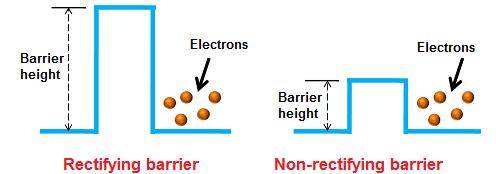 Electrons
Barrier
height
Rectifying barrier
Electrons
Barrier
height
Non-rectifying barrier